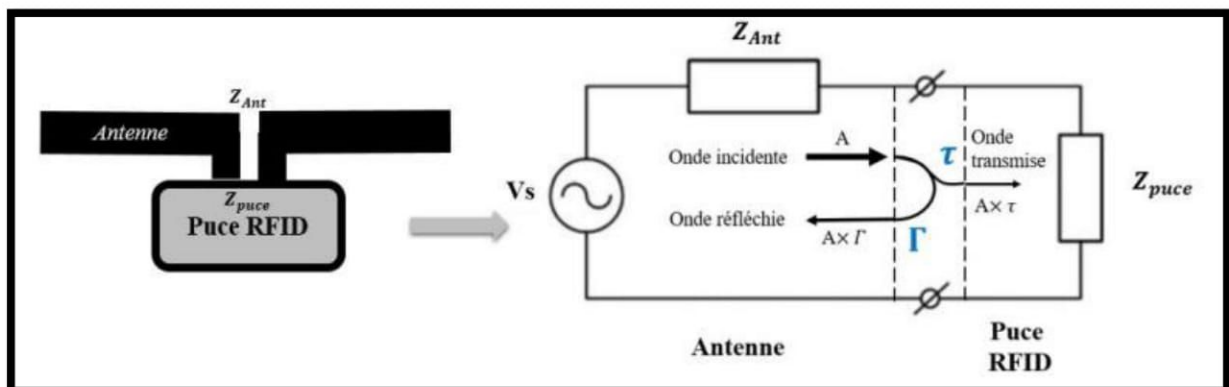 Z_Ant
Antenne
Z_puce
Puce RFID
Z_Ant
Vs
Onde incidente
A
τ
Onde
transmise
A× τ
Onde réfléchie
A× Γ
Γ
Z_puce
Antenne
Puce
RFID